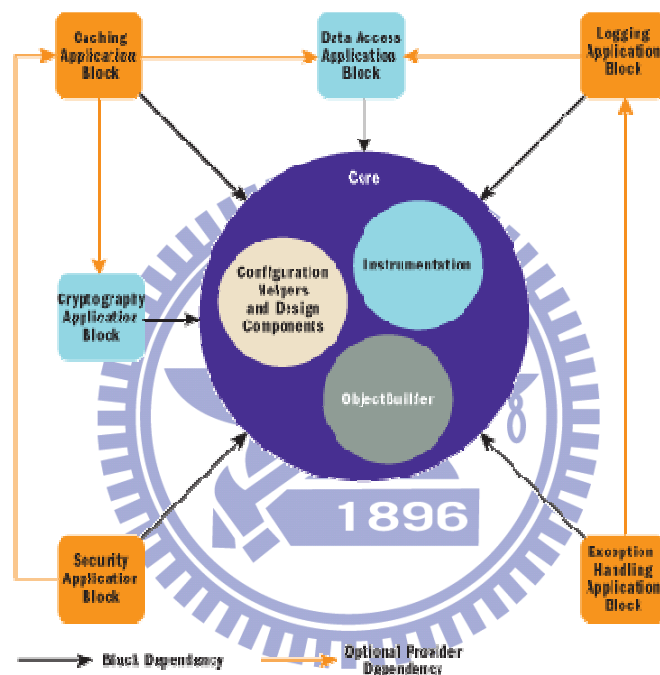 Caching
Application
Block
Data Access
Application
Block
Logging
Application
Block
Core
Configuration
Helpers
and Design
Components
Instrumentation
Cryptography
Application
Block
ObjectBuilder
8
1896
Security
Application
Block
Exception
Handling
Application
Block
Block Dependency
Optional Provider
Dependency